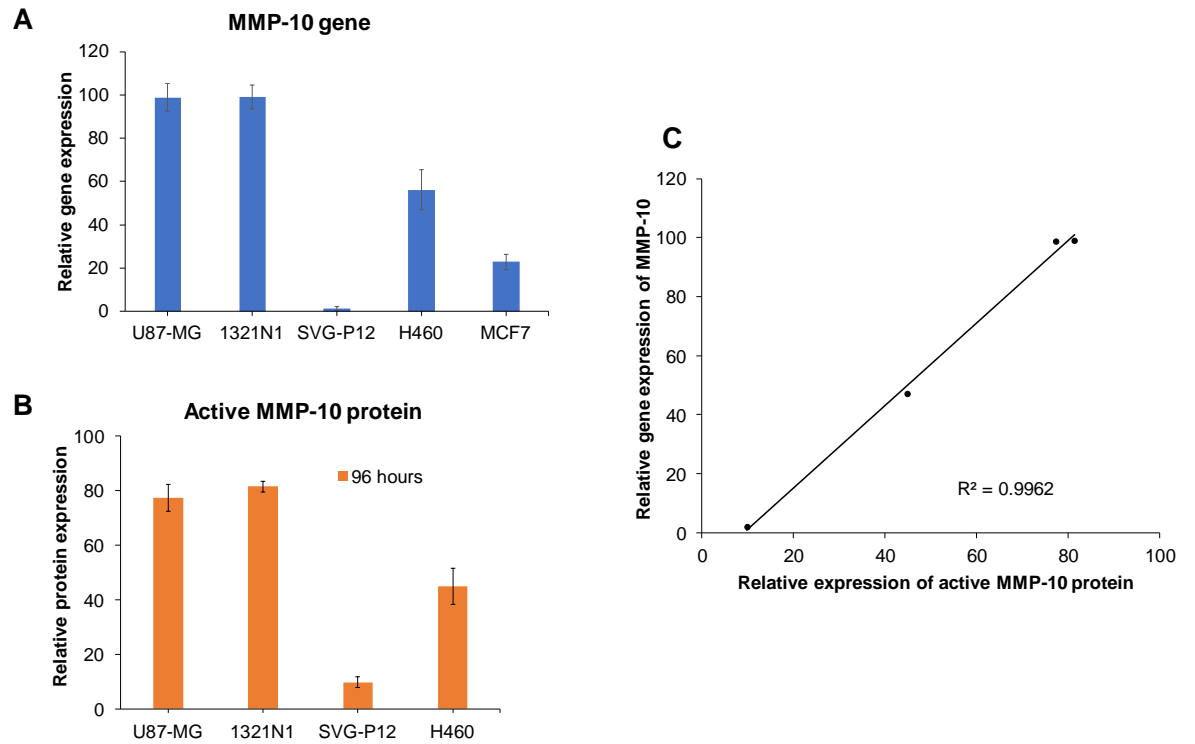 A
MMP-10 gene
Relative gene expression
120
100
80
60
40
20
0
U87-MG 1321N1 SVG-P12 H460 MCF7
B
Active MMP-10 protein
Relative protein expression
100
80
60
40
20
0
96 hours
U87-MG 1321N1 SVG-P12 H460
C
Relative gene expression of MMP-10
120
100
80
60
40
20
0
R² = 0.9962
0 20 40 60 80 100
Relative expression of active MMP-10 protein